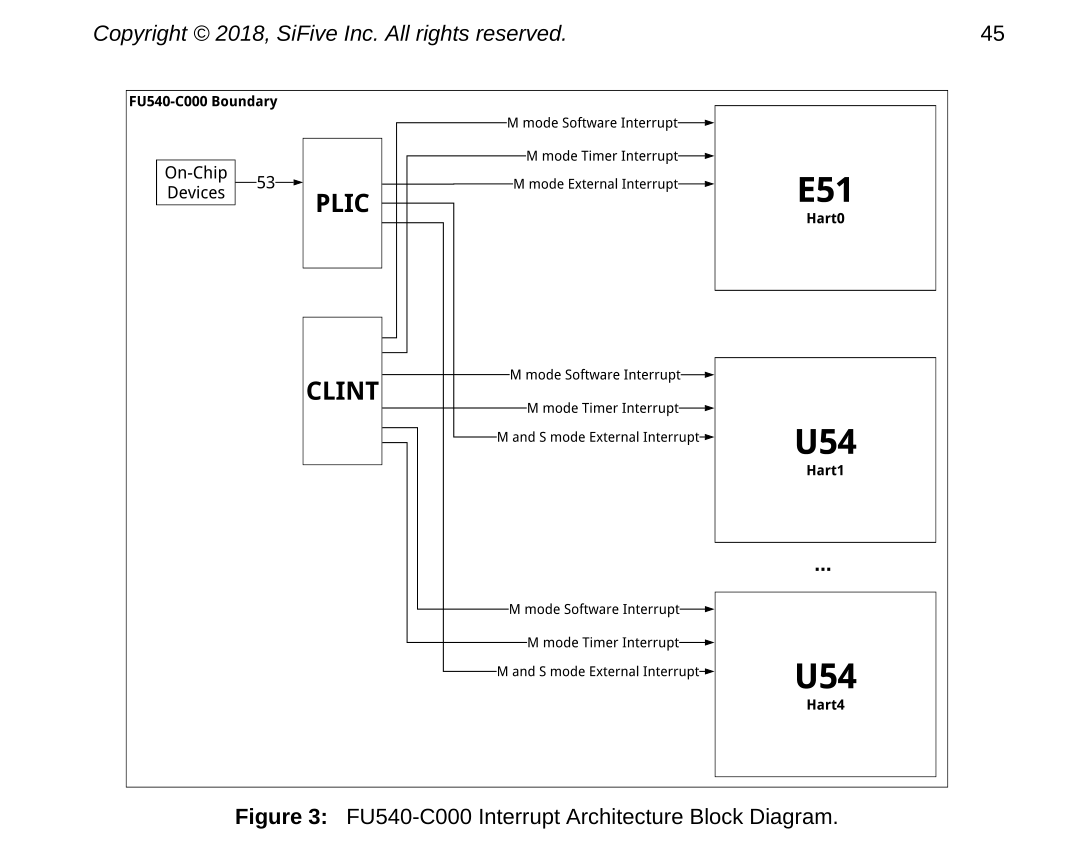 Copyright © 2018, SiFive Inc. All rights reserved. 45
FU540-C000 Boundary
On-Chip
Devices
53
PLIC
M mode Software Interrupt
M mode Timer Interrupt
M mode External Interrupt
E51
Hart0
CLINT
M mode Software Interrupt
M mode Timer Interrupt
M and S mode External Interrupt
U54
Hart1
...
M mode Software Interrupt
M mode Timer Interrupt
M and S mode External Interrupt
U54
Hart4
Figure 3: FU540-C000 Interrupt Architecture Block Diagram.